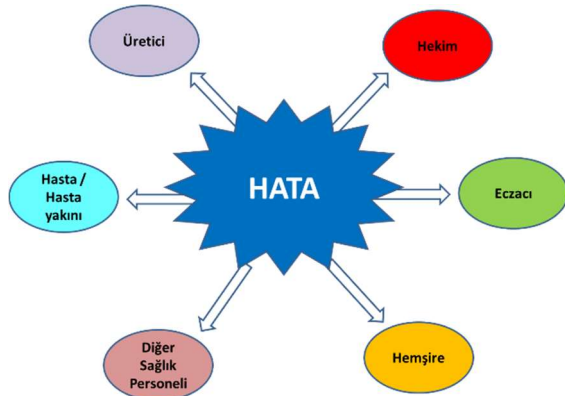 Üretici
Hekim
HATA
Hasta /
Hasta
yakını
Eczacı
Diğer
Sağlık
Personeli
Hemşire